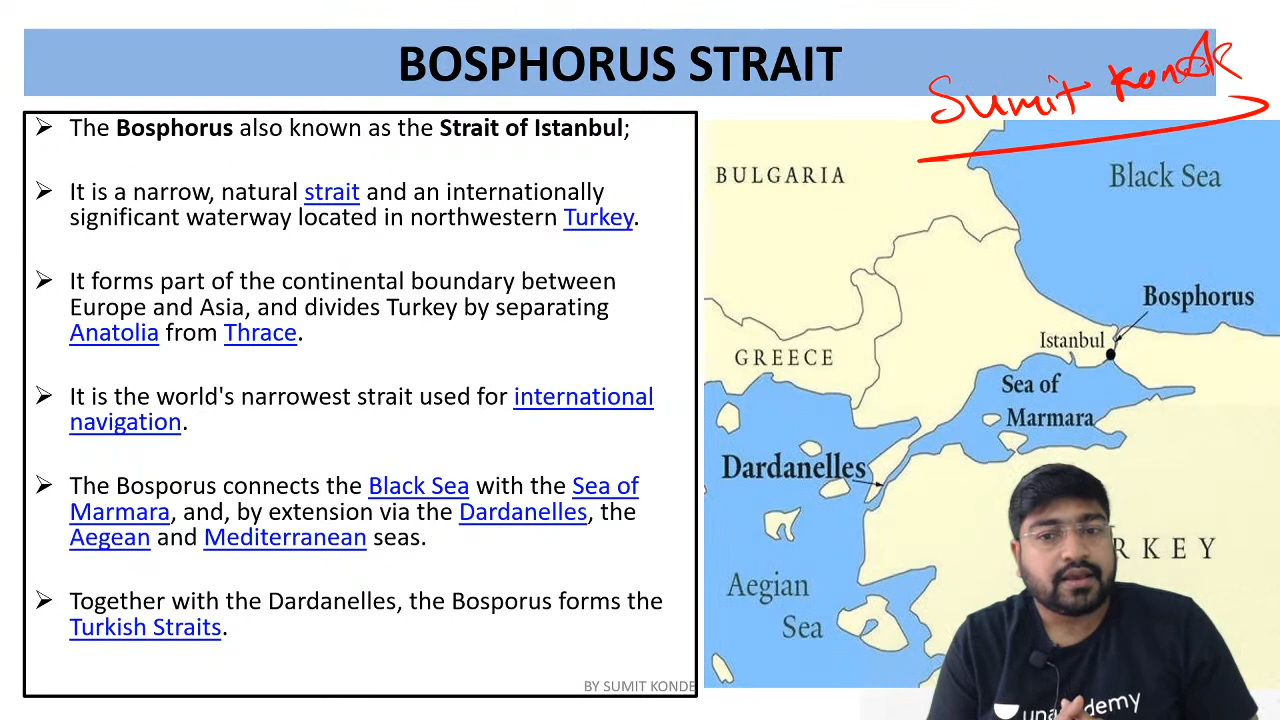 BOSPHORUS STRAIT
Sumit Konde
➢ The Bosphorus also known as the Strait of Istanbul;
➢ It is a narrow, natural strait and an internationally
significant waterway located in northwestern Turkey.
➢ It forms part of the continental boundary between
Europe and Asia, and divides Turkey by separating
Anatolia from Thrace.
➢ It is the world's narrowest strait used for international
navigation.
➢ The Bosporus connects the Black Sea with the Sea of
Marmara, and, by extension via the Dardanelles, the
Aegean and Mediterranean seas.
➢ Together with the Dardanelles, the Bosporus forms the
Turkish Straits.
BY SUMIT KONDE
BULGARIA
Black Sea
Bosphorus
Istanbul
GREECE
Sea of
Marmara
Dardanelles
RKEY
Aegian
Sea